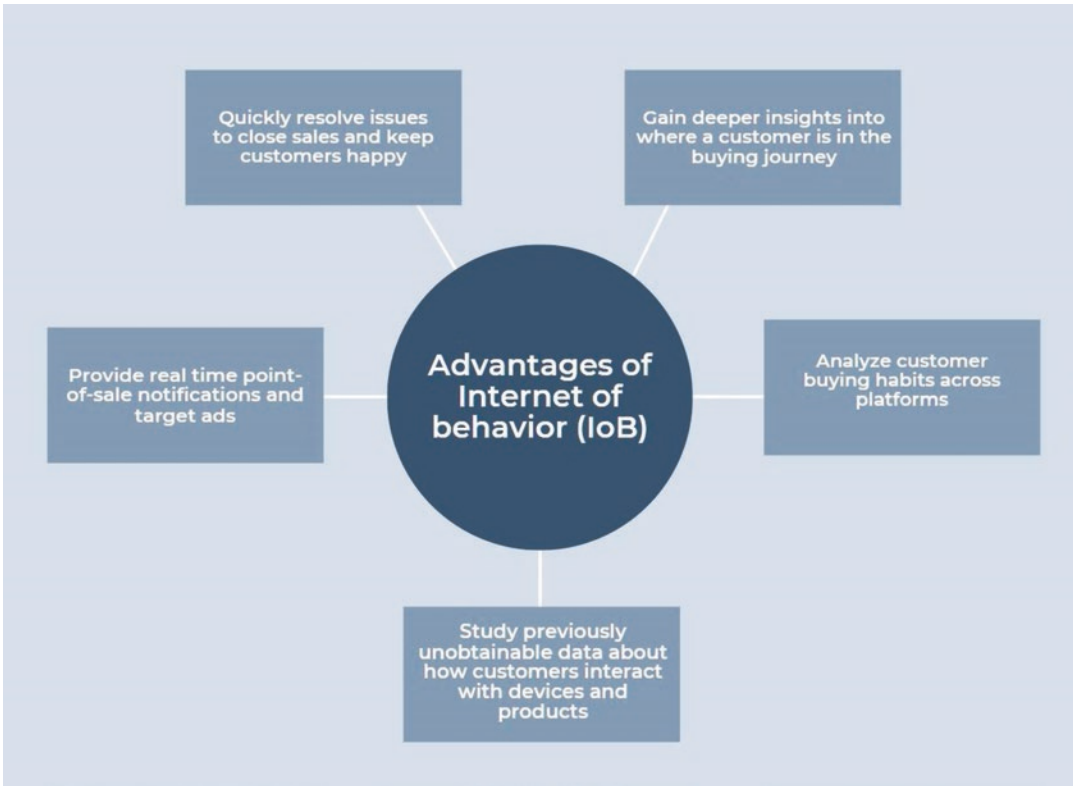 Quickly resolve issues
to close sales and keep
customers happy
Gain deeper insights into
where a customer is in the
buying journey
Advantages of
Internet of
behavior (IoB)
Provide real time point-
of-sale notifications and
target ads
Analyze customer
buying habits across
platforms
Study previously
unobtainable data about
how customers interact
with devices and
products